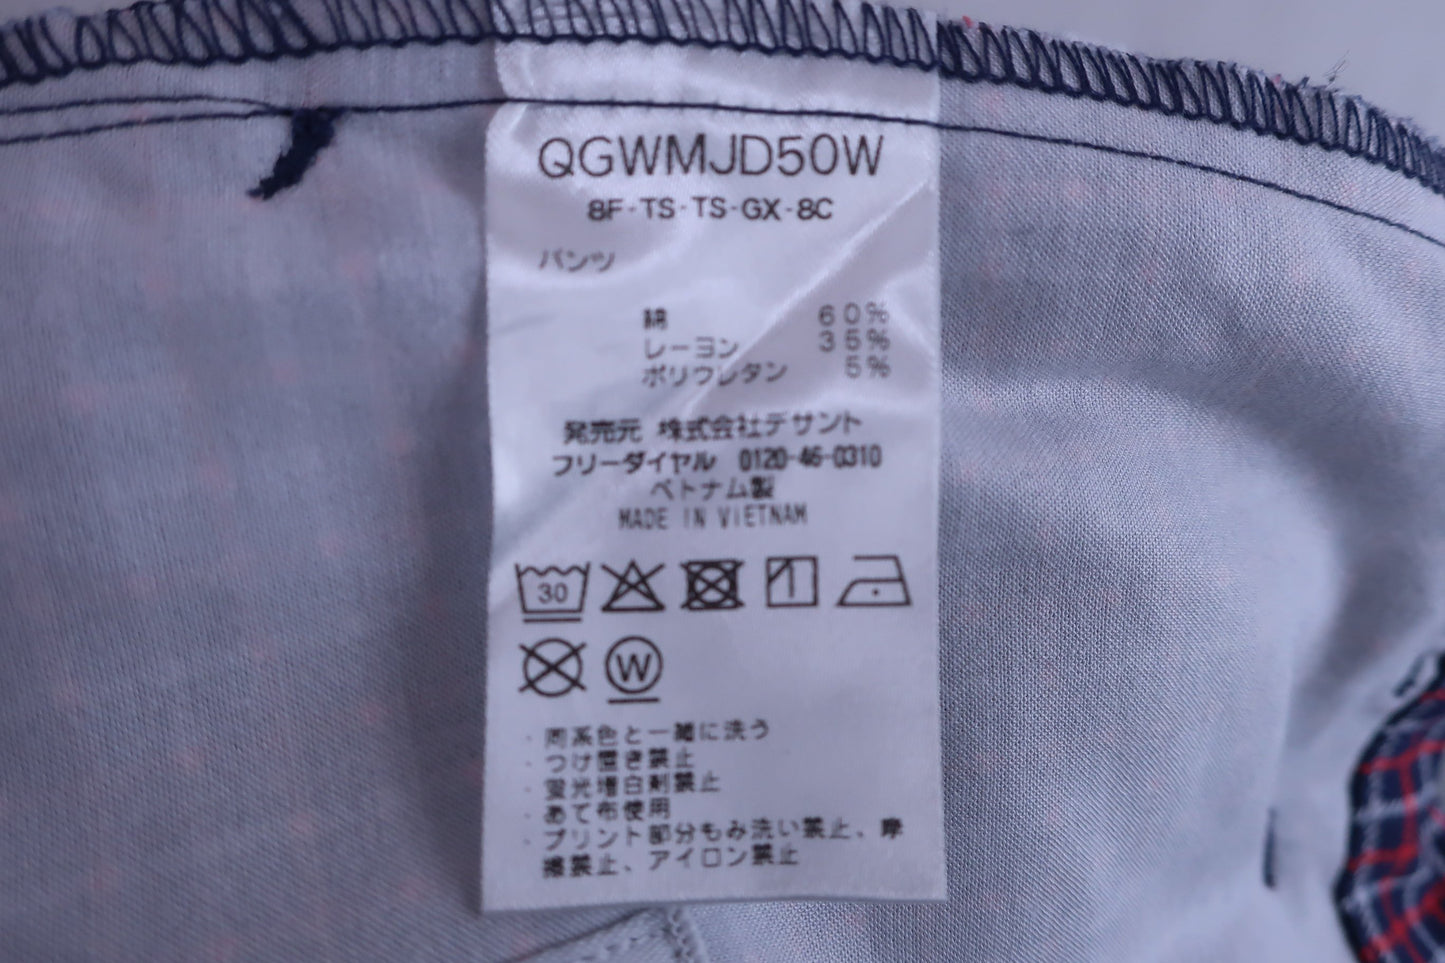 QGWMJD50W
8F-TS-TS-GX-8C
パンツ
綿 60%
レーヨン 35%
ポリウレタン 5%
発売元 株式会社デサント
フリーダイヤル 0120-46-0310
ベトナム製
MADE IN VIETNAM
30
W
・同系色と一緒に洗う
・つけ置き禁止
・蛍光増白剤禁止
・あて布使用
・プリント部分もみ洗い禁止、摩
擦禁止、アイロン禁止